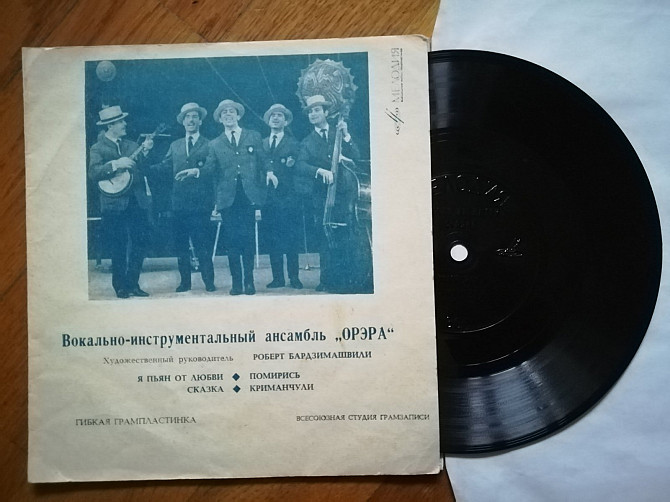 МЕЛОДИЯ
Вокально-инструментальный ансамбль „ОРЭРА“
Художественный руководитель РОБЕРТ БАРДЗИМАШВИЛИ
Я ПЬЯН ОТ ЛЮБВИ ◆ ПОМИРИСЬ
СКАЗКА ◆ КРИМАНЧУЛИ
ГИБКАЯ ГРАМПЛАСТИНКА
ВСЕСОЮЗНАЯ СТУДИЯ ГРАМЗАПИСИ